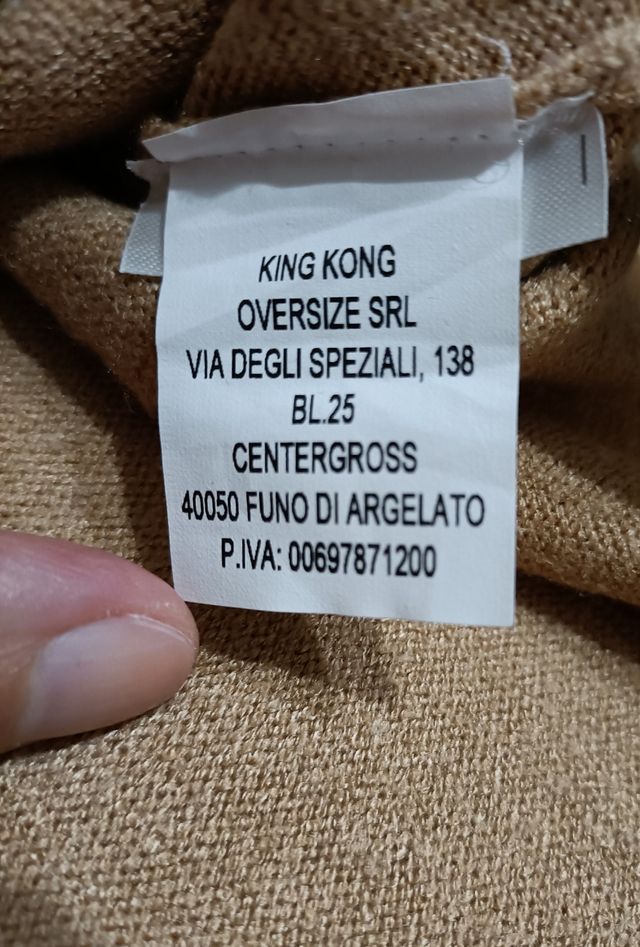 KING KONG
OVERSIZE SRL
VIA DEGLI SPEZIALI, 138
BL.25
CENTERGROSS
40050 FUNO DI ARGELATO
P.IVA: 00697871200